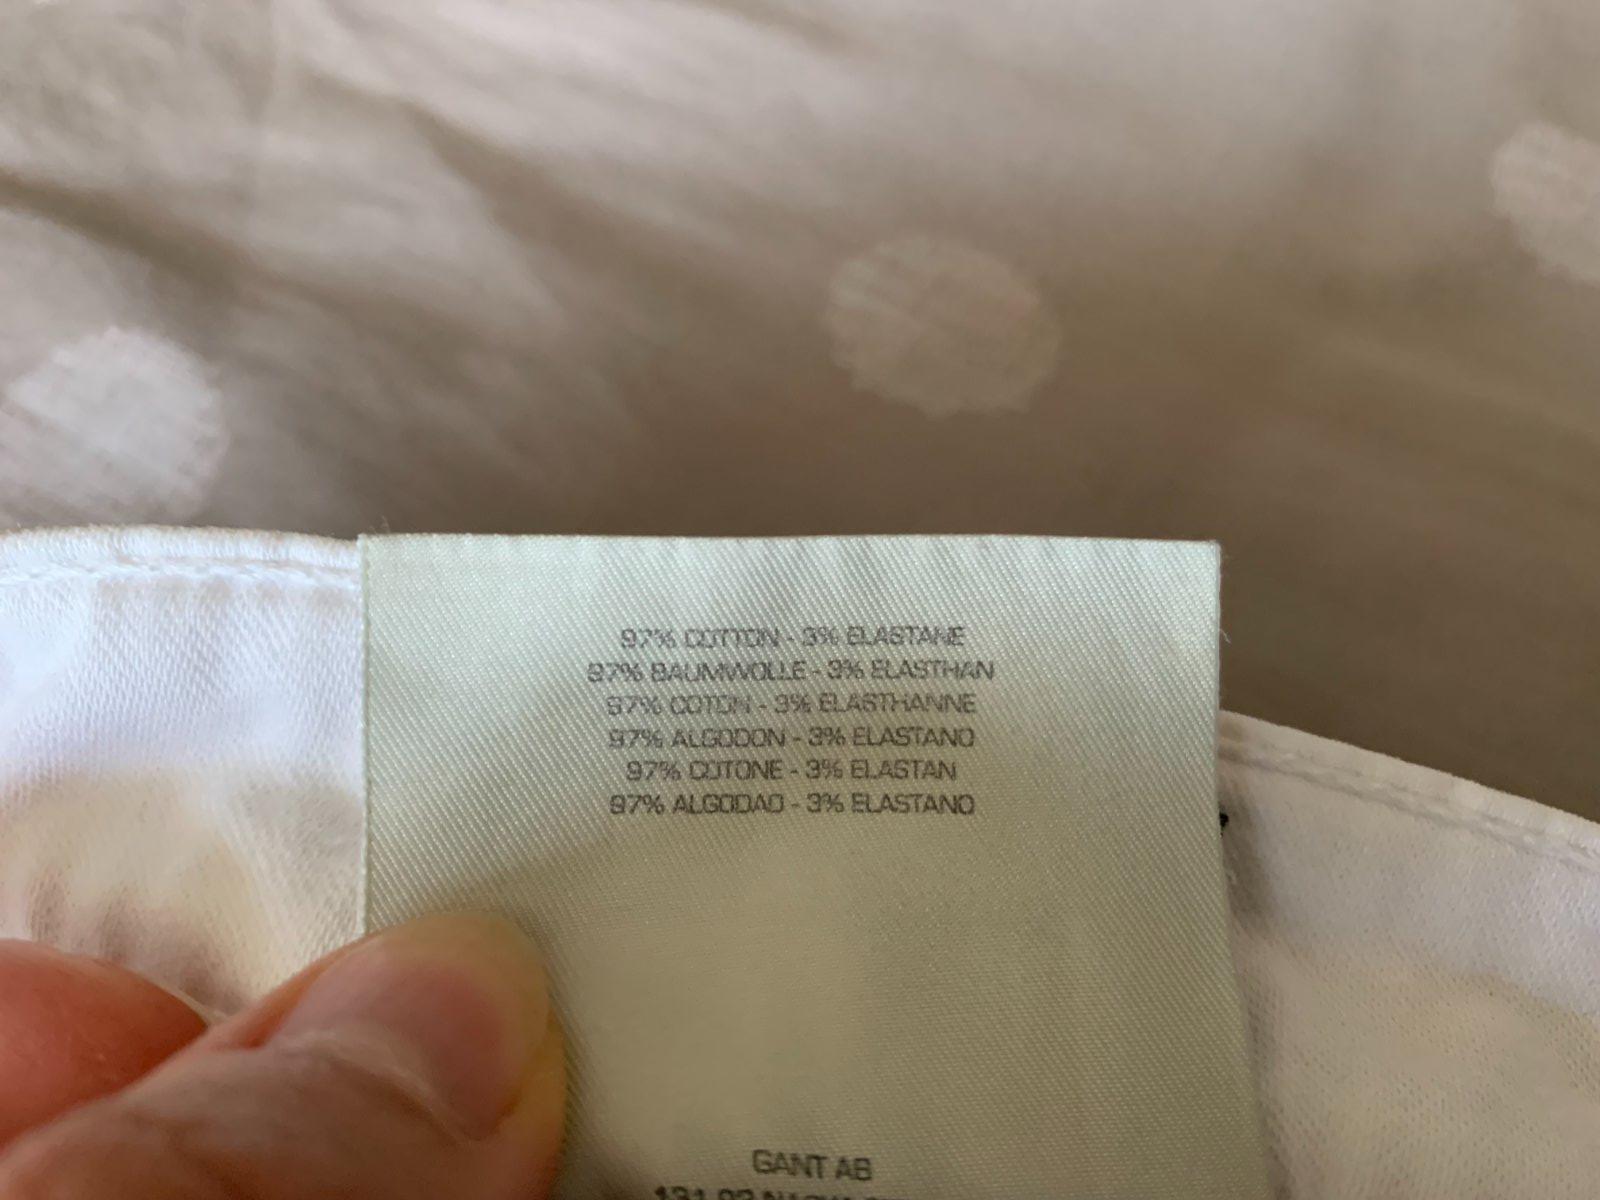 97% COTTON - 3% ELASTANE
97% BAUMWOLLE - 3% ELASTHAN
97% COTON - 3% ELASTHANNE
97% ALGODON - 3% ELASTANO
97% COTONE - 3% ELASTAN
97% ALGODAO - 3% ELASTANO
GANT AB